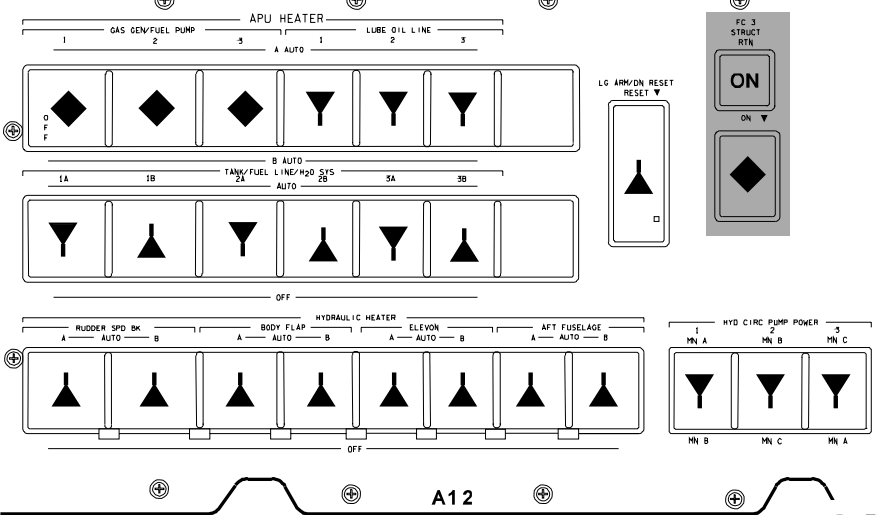 APU HEATER
GAS GEN/FUEL PUMP LUBE OIL LINE
1 2 3 1 2 3
A AUTO
OFF
B AUTO
TANK/FUEL LINE/H2O SYS
1A 1B 2A 2B 3A 3B
AUTO
OFF
LG ARM/DN RESET
RESET ▼
FC 3
STRUCT
RTN
ON
ON ▼
HYDRAULIC HEATER
RUDDER SPD BK BODY FLAP ELEVON AFT FUSELAGE
A AUTO B A AUTO B A AUTO B A AUTO B
OFF
HYD CIRC PUMP POWER
1 2 3
MN A MN B MN C
MN B MN C MN A
A12